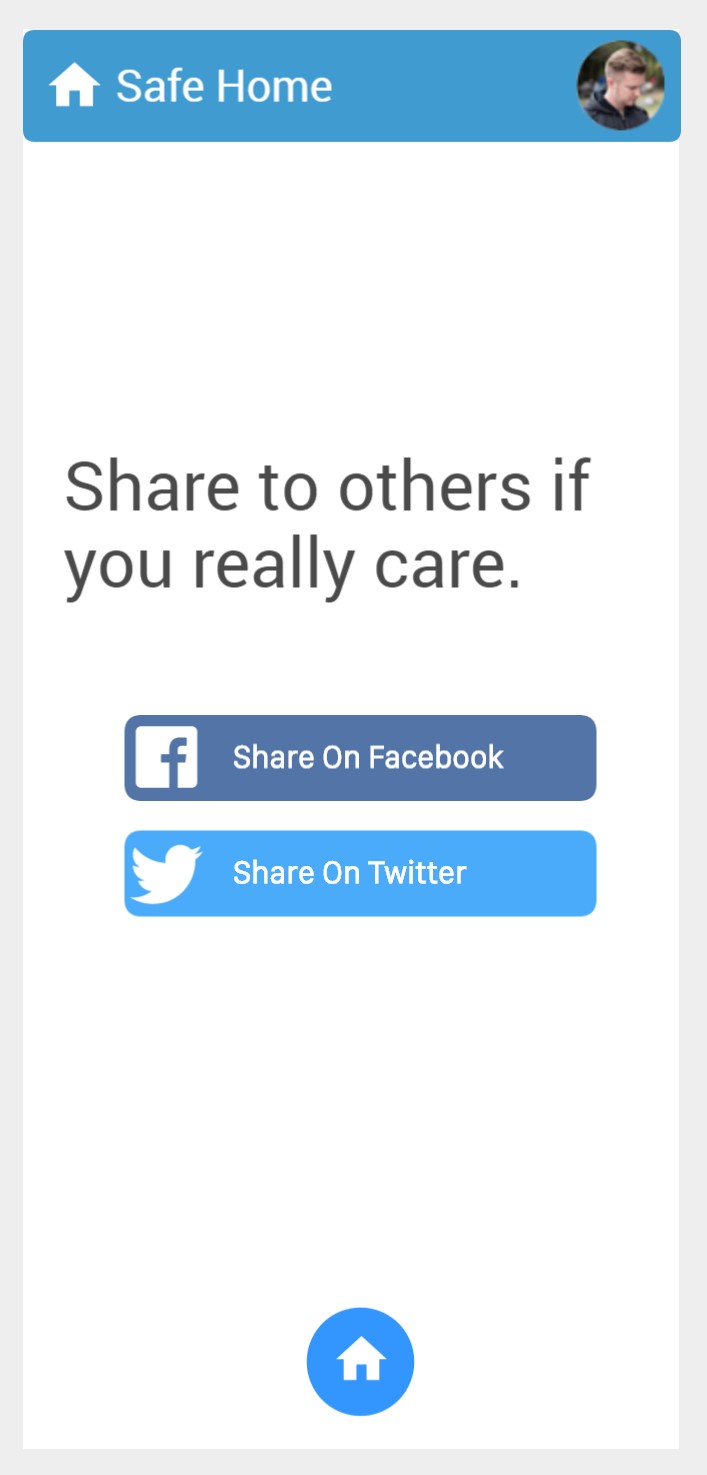 Safe Home
Share to others if
you really care.
Share On Facebook
Share On Twitter